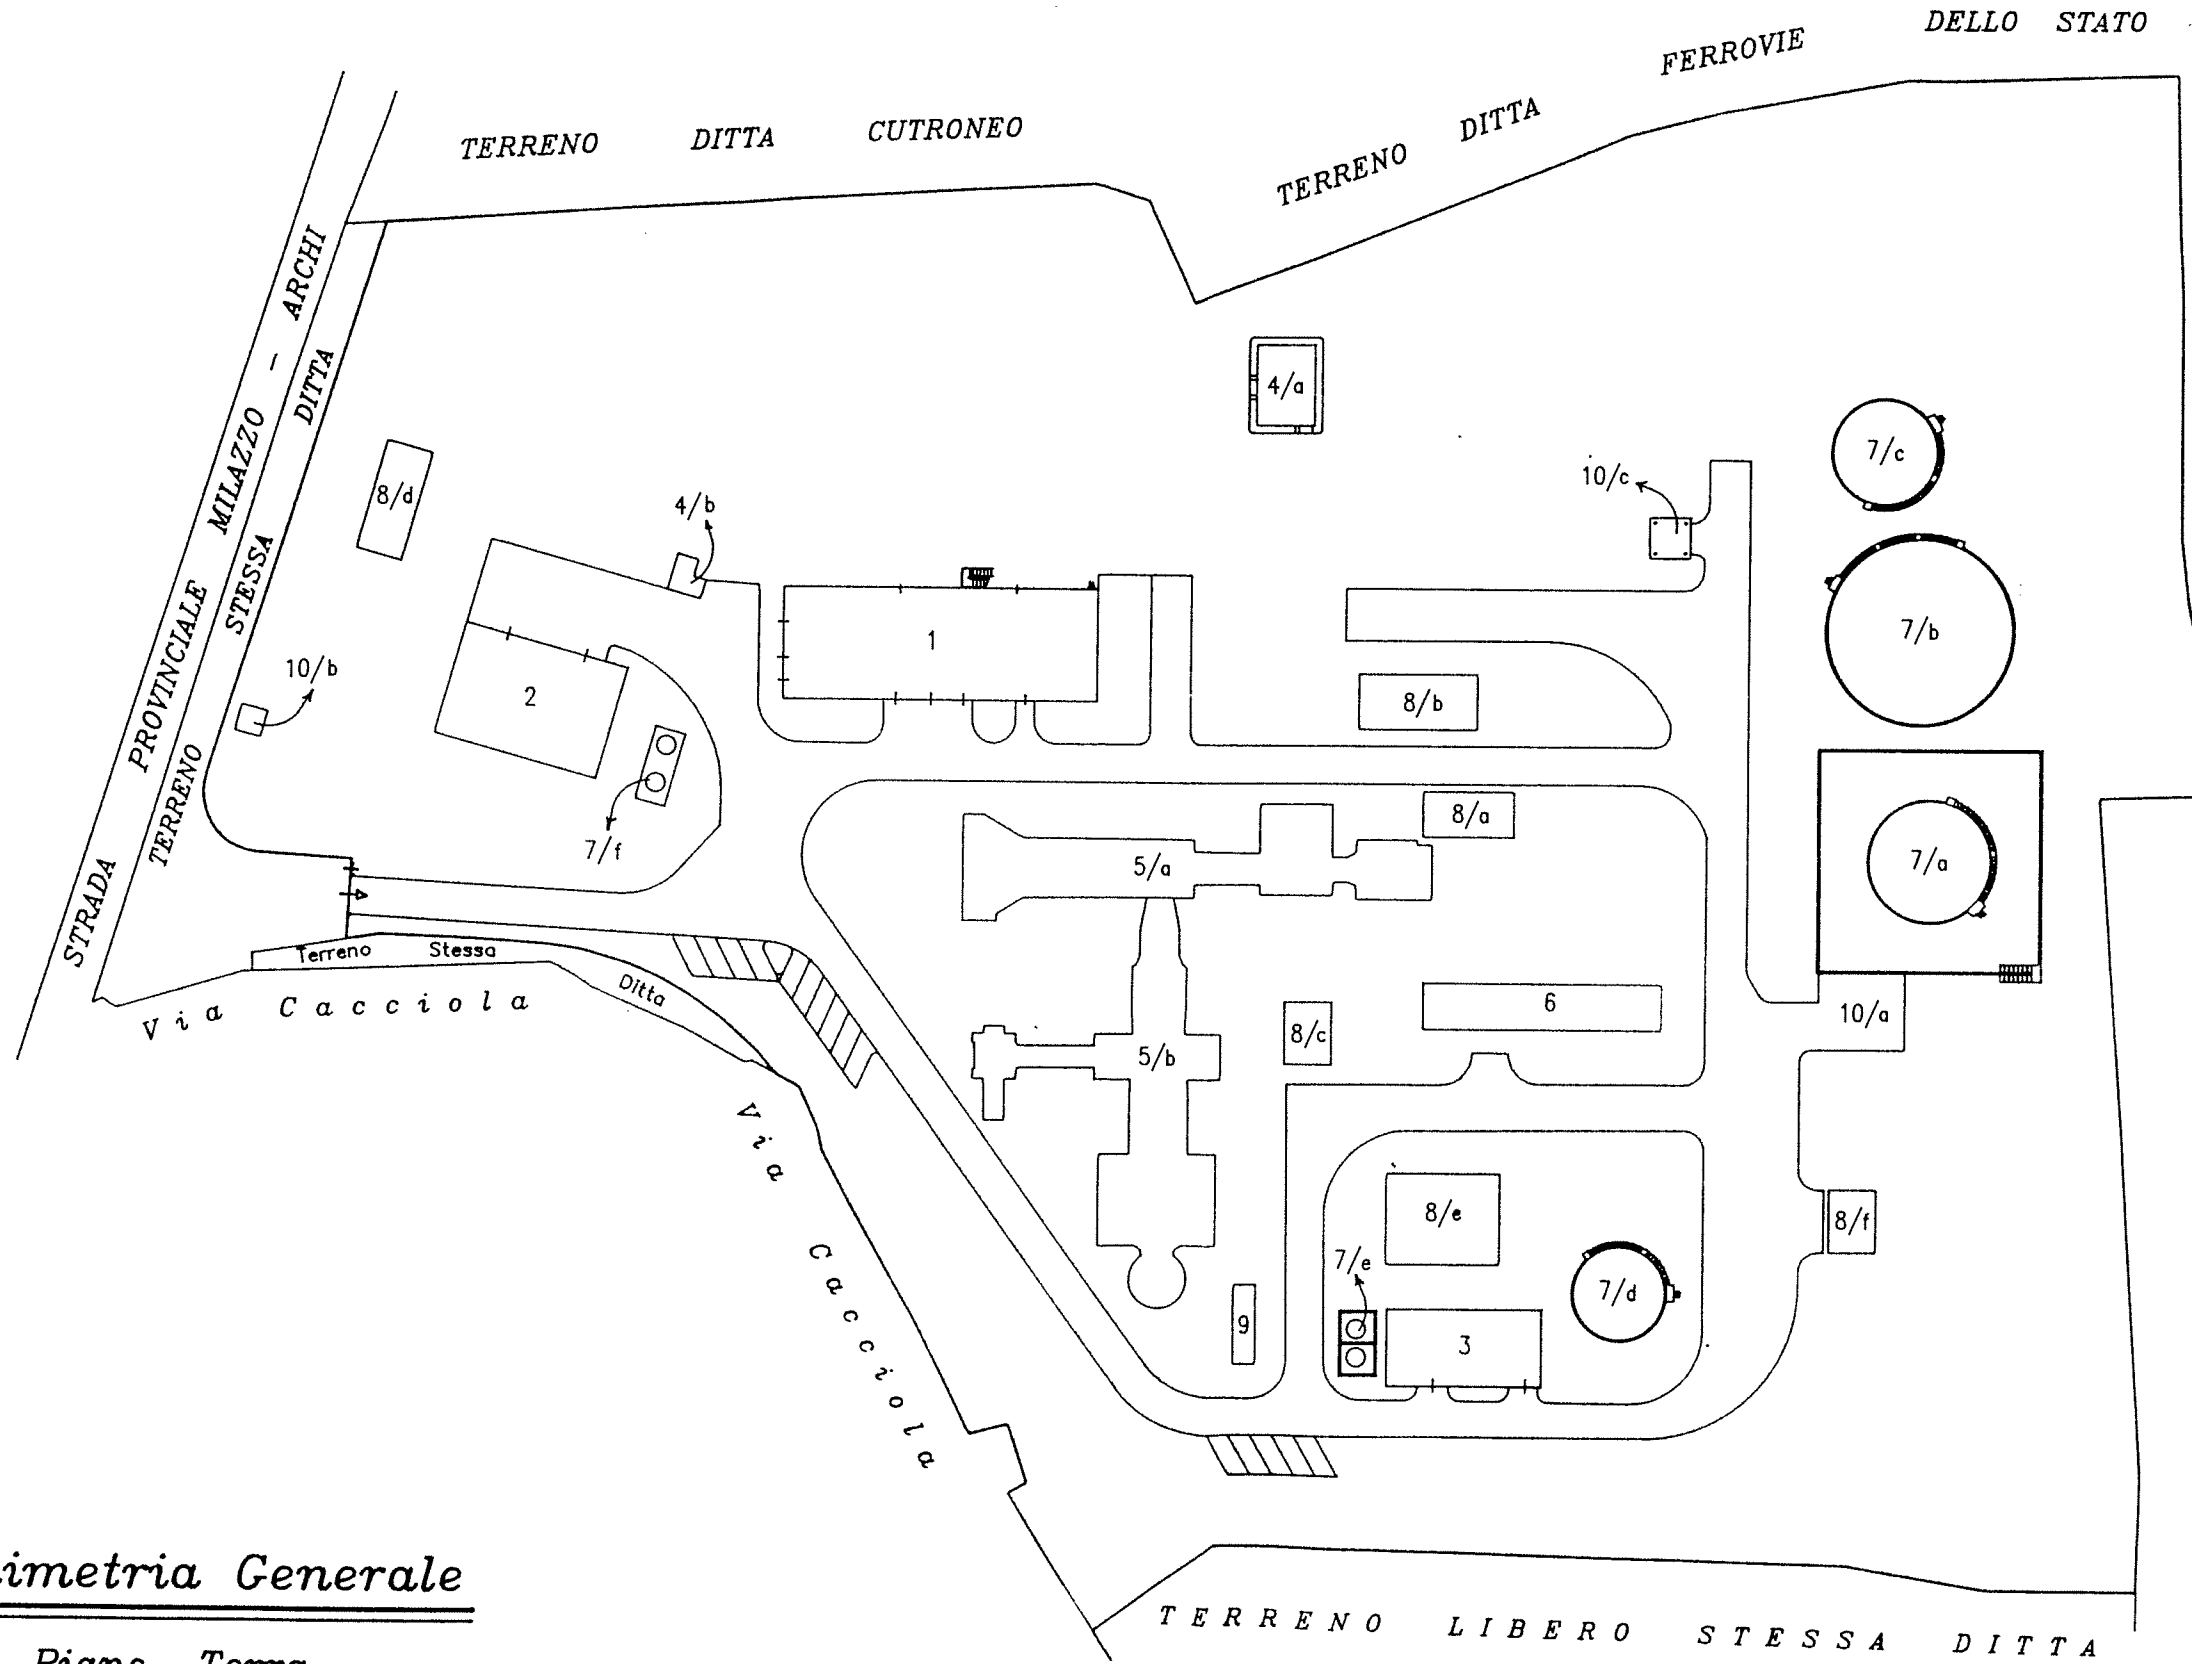 DELLO STATO
FERROVIE
TERRENO DITTA
TERRENO DITTA CUTRONEO
STRADA PROVINCIALE MILAZZO - ARCHI
TERRENO STESSA DITTA
4/a
7/c
10/c
8/d
4/b
7/b
1
10/b
2
8/b
7/f
8/a
5/a
7/a
Terreno Stessa Ditta
Via Cacciola
6
10/a
8/c
5/b
Via Cacciola
8/e
8/f
7/e
7/d
9
3
imetria Generale
TERRENO LIBERO STESSA DITTA